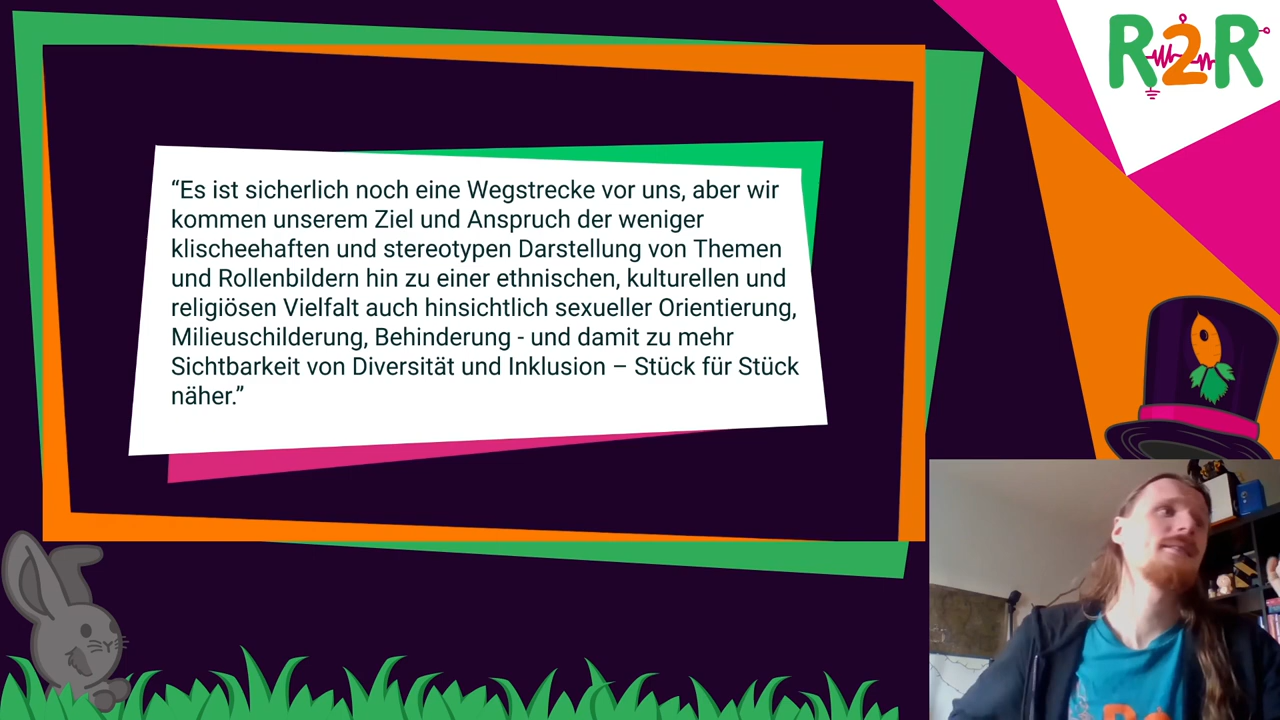 R2R
“Es ist sicherlich noch eine Wegstrecke vor uns, aber wir
kommen unserem Ziel und Anspruch der weniger
klischeehaften und stereotypen Darstellung von Themen
und Rollenbildern hin zu einer ethnischen, kulturellen und
religiösen Vielfalt auch hinsichtlich sexueller Orientierung,
Milieuschilderung, Behinderung - und damit zu mehr
Sichtbarkeit von Diversität und Inklusion – Stück für Stück
näher.”